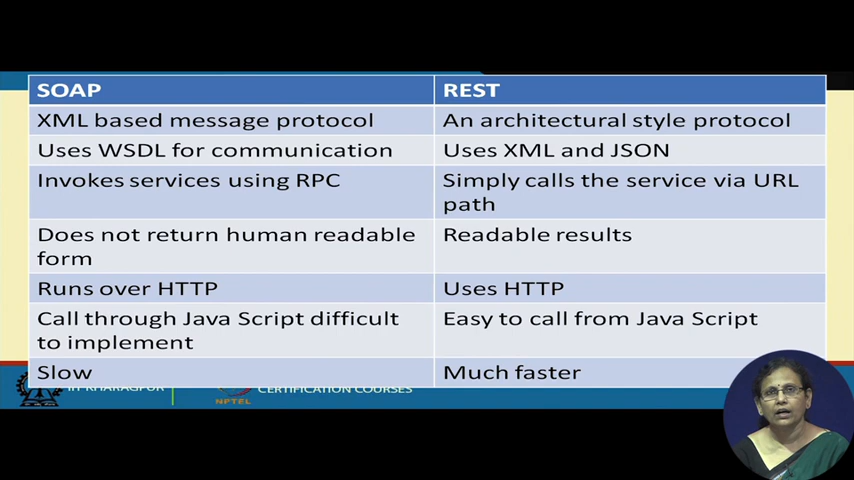 SOAP
REST
XML based message protocol
An architectural style protocol
Uses WSDL for communication
Uses XML and JSON
Invokes services using RPC
Simply calls the service via URL
path
Does not return human readable
form
Readable results
Runs over HTTP
Uses HTTP
Call through Java Script difficult
to implement
Easy to call from Java Script
Slow
Much faster
IIT KHARAGPUR
NPTEL
CERTIFICATION COURSES